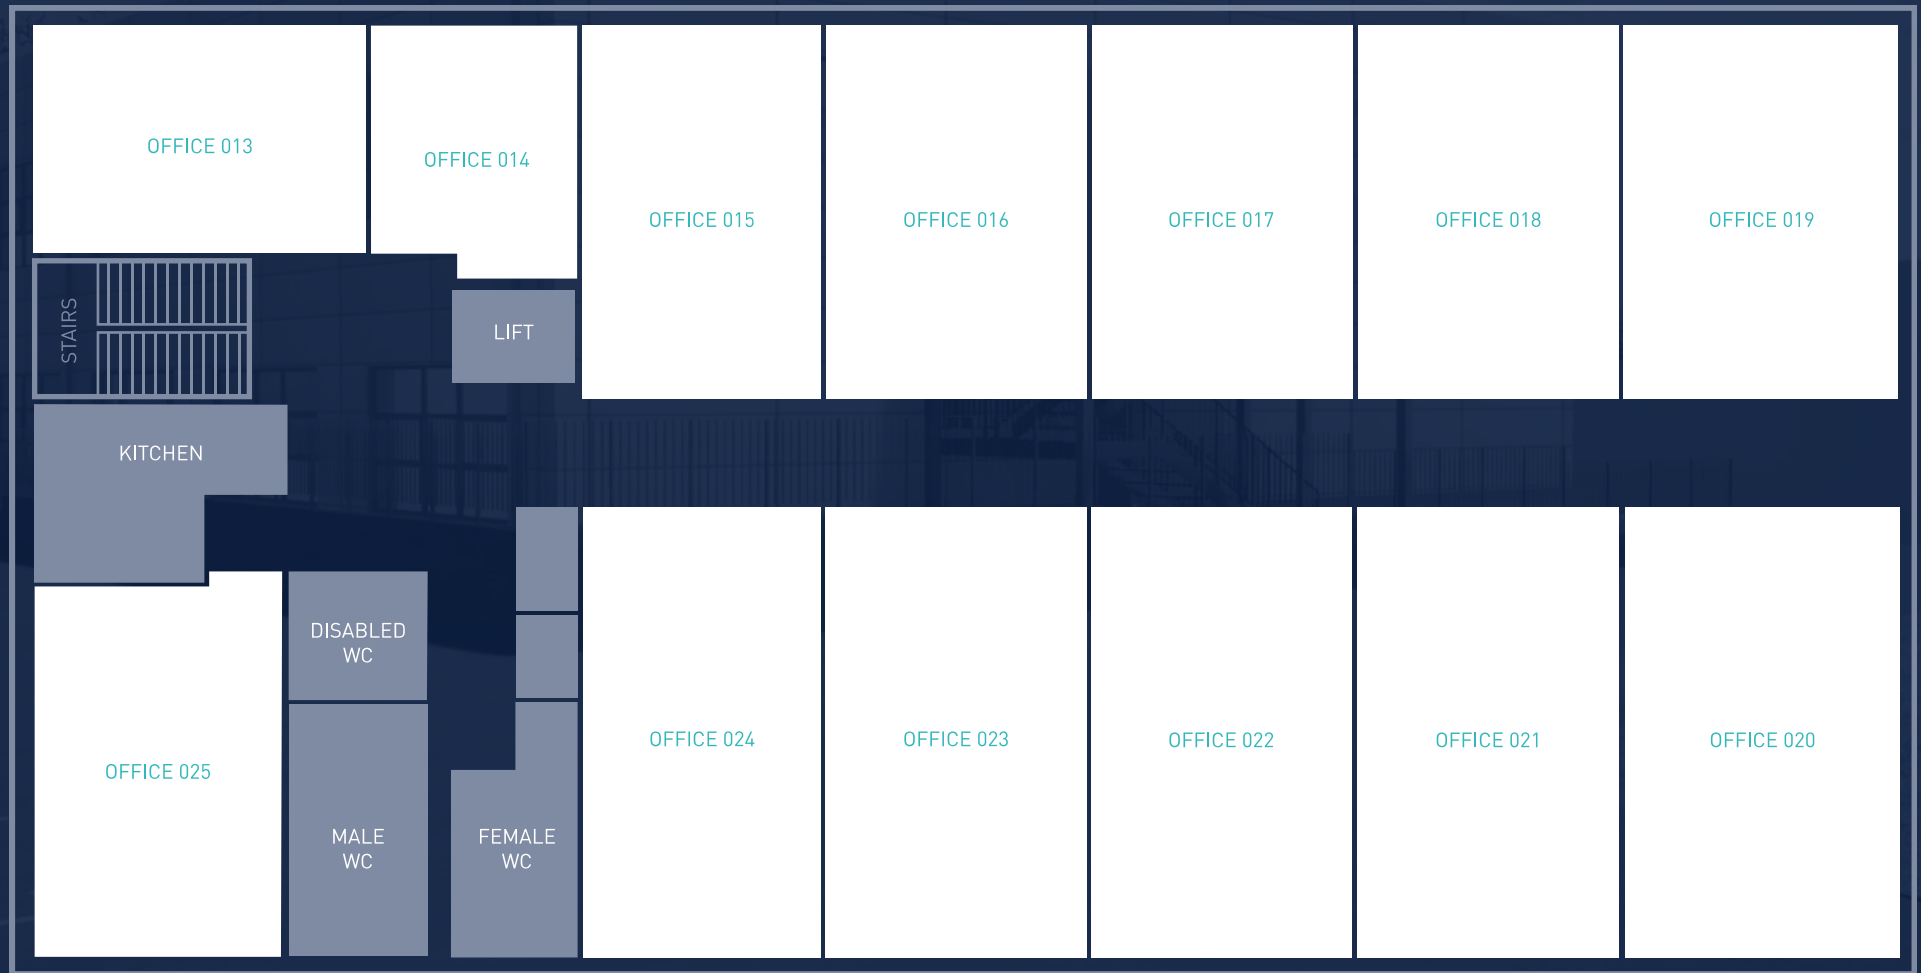 OFFICE 013
OFFICE 014
OFFICE 015
OFFICE 016
OFFICE 017
OFFICE 018
OFFICE 019
STAIRS
LIFT
KITCHEN
DISABLED
WC
OFFICE 025
MALE
WC
FEMALE
WC
OFFICE 024
OFFICE 023
OFFICE 022
OFFICE 021
OFFICE 020